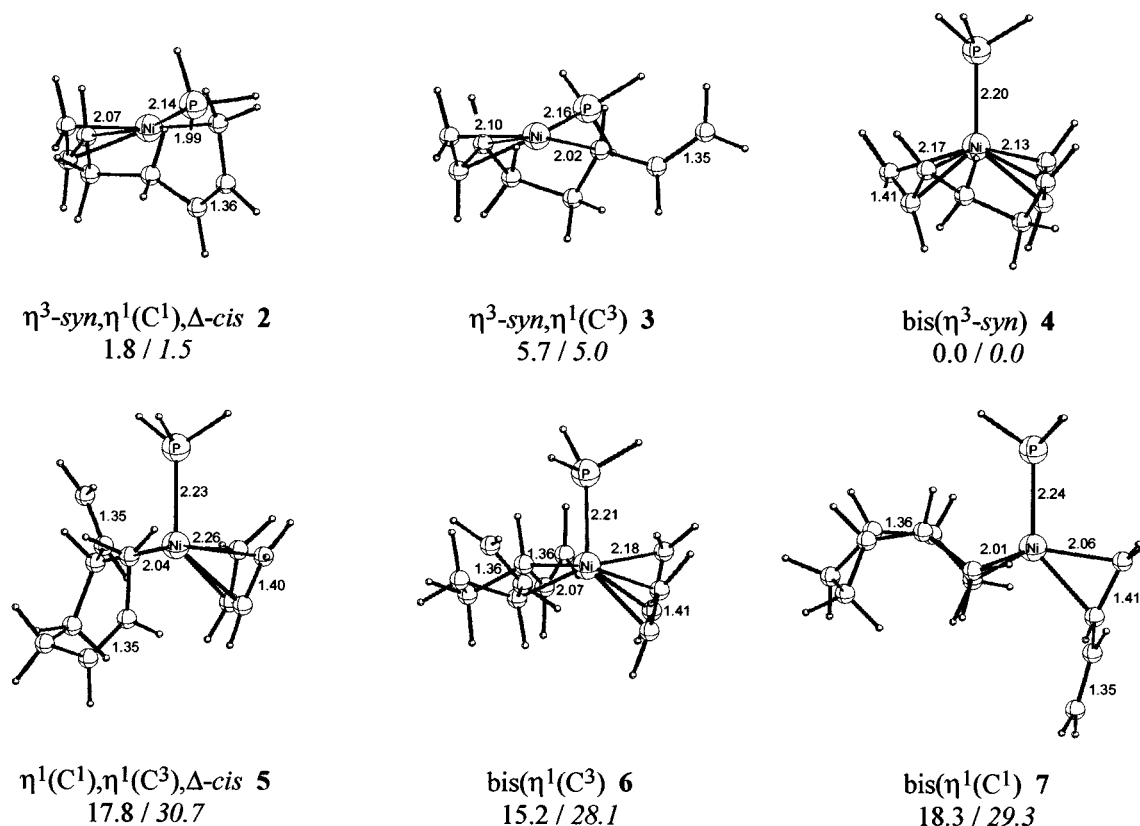 P
2.07
2.14
Ni
1.99
1.36
P
2.16
2.10
Ni
2.02
1.35
P
2.20
Ni
2.17
2.13
1.41
η³-syn,η¹(C¹),Δ-cis 2
1.8 / 1.5
η³-syn,η¹(C³) 3
5.7 / 5.0
bis(η³-syn) 4
0.0 / 0.0
P
2.23
1.35
Ni
2.26
2.04
1.40
1.35
P
2.21
1.36
Ni
2.18
1.36
2.07
1.41
P
2.24
1.36
Ni
2.01
2.06
1.41
1.35
η¹(C¹),η¹(C³),Δ-cis 5
17.8 / 30.7
bis(η¹(C³) 6
15.2 / 28.1
bis(η¹(C¹) 7
18.3 / 29.3